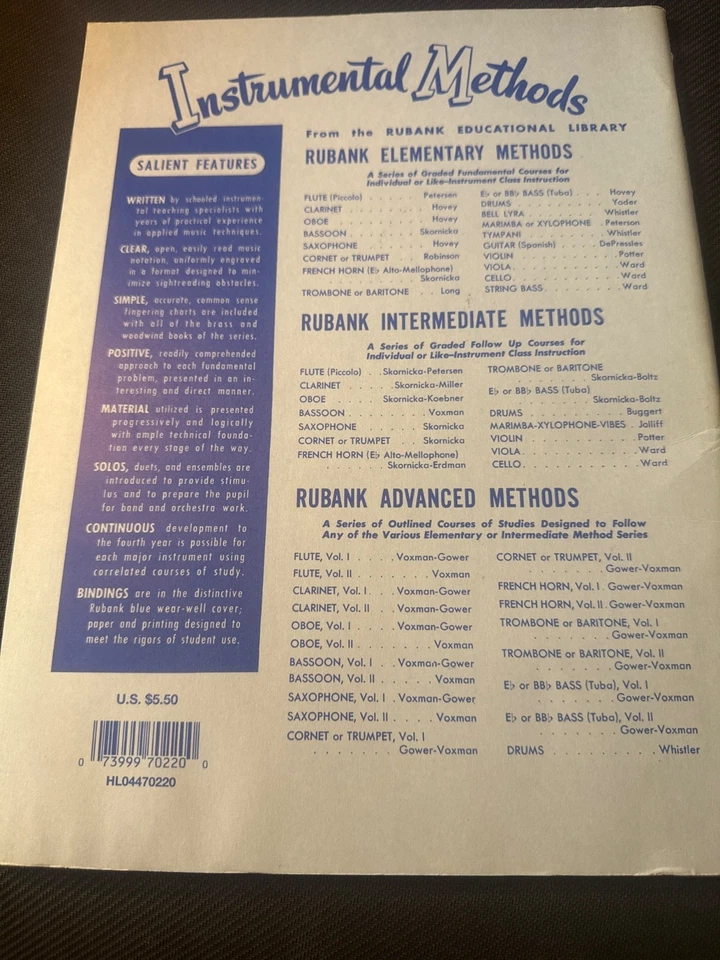 Instrumental Methods
From the RUBANK EDUCATIONAL LIBRARY
SALIENT FEATURES
WRITTEN by schooled instrumen-
tal teaching specialists with
years of practical experience
in applied music techniques.
CLEAR, open, easily read music
notation, uniformly engraved
in a format designed to min-
imize sightreading obstacles.
SIMPLE, accurate, common sense
fingering charts are included
with all of the brass and
woodwind books of the series.
POSITIVE, readily comprehended
approach to each fundamental
problem, presented in an in-
teresting and direct manner.
MATERIAL utilized is presented
progressively and logically
with ample technical founda-
tion every stage of the way.
SOLOS, duets, and ensembles are
introduced to provide stimu-
lus and to prepare the pupil
for band and orchestra work.
CONTINUOUS development to
the fourth year is possible for
each major instrument using
correlated courses of study.
BINDINGS are in the distinctive
Rubank blue wear-well cover;
paper and printing designed to
meet the rigors of student use.
U.S. $5.50
0 73999 70220 0
HL04470220
RUBANK ELEMENTARY METHODS
A Series of Graded Fundamental Courses for
Individual or Like-Instrument Class Instruction
FLUTE (Piccolo) . . . . . . . Petersen
CLARINET . . . . . . . . Hovey
OBOE . . . . . . . . Hovey
BASSOON . . . . . . . . Skornicka
SAXOPHONE . . . . . . . . Hovey
CORNET or TRUMPET . . . . Robinson
FRENCH HORN (E♭ Alto-Mellophone)
. . . . . . . . Skornicka
TROMBONE or BARITONE . . . Long
E♭ or BB♭ BASS (Tuba) . . . Hovey
DRUMS . . . . . . . . Yoder
BELL LYRA . . . . . . . . Whistler
MARIMBA or XYLOPHONE . Peterson
TYMPANI . . . . . . . . Whistler
GUITAR (Spanish) . . . . . DePressles
VIOLIN . . . . . . . . Potter
VIOLA . . . . . . . . Ward
CELLO . . . . . . . . Ward
STRING BASS . . . . . . . . Ward
RUBANK INTERMEDIATE METHODS
A Series of Graded Follow Up Courses for
Individual or Like-Instrument Class Instruction
FLUTE (Piccolo) . . . Skornicka-Petersen
CLARINET . . . . . Skornicka-Miller
OBOE . . . . . Skornicka-Koebner
BASSOON . . . . . . . . Voxman
SAXOPHONE . . . . . . . Skornicka
CORNET or TRUMPET . . . Skornicka
FRENCH HORN (E♭ Alto-Mellophone)
. . . . . Skornicka-Erdman
TROMBONE or BARITONE
. . . . . . . . Skornicka-Boltz
E♭ or BB♭ BASS (Tuba)
. . . . . . . . Skornicka-Boltz
DRUMS . . . . . . . . Buggert
MARIMBA-XYLOPHONE-VIBES . Jolliff
VIOLIN . . . . . . . . Potter
VIOLA . . . . . . . . Ward
CELLO . . . . . . . . Ward
RUBANK ADVANCED METHODS
A Series of Outlined Courses of Studies Designed to Follow
Any of the Various Elementary or Intermediate Method Series
FLUTE, Vol. I . . . . . Voxman-Gower
FLUTE, Vol. II . . . . . . . Voxman
CLARINET, Vol. I . . . . Voxman-Gower
CLARINET, Vol. II . . . Voxman-Gower
OBOE, Vol. I . . . . . Voxman-Gower
OBOE, Vol. II . . . . . . . Voxman
BASSOON, Vol. I . . . Voxman-Gower
BASSOON, Vol. II . . . . . Voxman
SAXOPHONE, Vol. I . . Voxman-Gower
SAXOPHONE, Vol. II . . . . Voxman
CORNET or TRUMPET, Vol. I
. . . . . . . Gower-Voxman
CORNET or TRUMPET, Vol. II
. . . . . . . . Gower-Voxman
FRENCH HORN, Vol. I . Gower-Voxman
FRENCH HORN, Vol. II . Gower-Voxman
TROMBONE or BARITONE, Vol. I
. . . . . . . Gower-Voxman
TROMBONE or BARITONE, Vol. II
. . . . . . . Gower-Voxman
E♭ or BB♭ BASS (Tuba), Vol. I
. . . . . . . Gower-Voxman
E♭ or BB♭ BASS (Tuba), Vol. II
. . . . . . . Gower-Voxman
DRUMS . . . . . . . . . Whistler